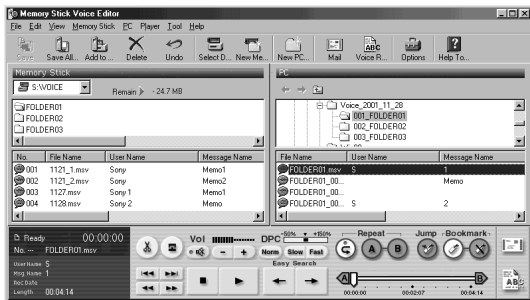 Memory Stick Voice Editor
File Edit View Memory Stick PC Player Tool Help
Save Save All... Add to ... Delete Undo Select D... New Me... New PC... Mail Voice R... Options Help To...
Memory Stick
S:VOICE
Remain - 24.7 MB
FOLDER01
FOLDER02
FOLDER03
No. File Name User Name Message Name
001 1121_1.msv Sony Memo1
002 1121_2.msv Sony Memo2
003 1127.msv Sony 1 Memo1
004 1128.msv Sony 2 Memo2
PC
Voice_2001_11_28
001_FOLDER01
002_FOLDER02
003_FOLDER03
File Name User Name Message Name
FOLDER01.msv S 1
FOLDER01_00... Memo
FOLDER01_00...
FOLDER01_00... S 2
Ready 00:00:00
No. --- FOLDER01.msv
UserName S
Msg Name 1
Rec Date
Length 00:04:14
Vol
DPC -50% +150%
Norm Slow Fast
Easy Search
Repeat
A B
Jump Bookmark
A B
00:00:00 00:02:07 00:04:14
ABC